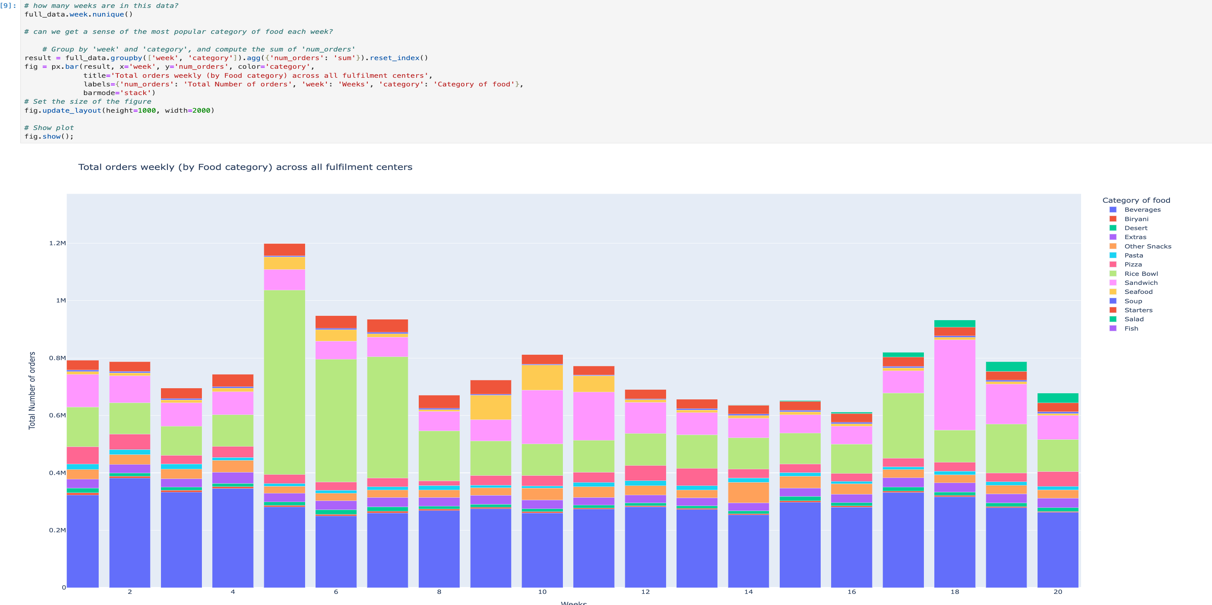 [9]: # how many weeks are in this data?
full_data.week.nunique()
# can we get a sense of the most popular category of food each week?
# Group by 'week' and 'category', and compute the sum of 'num_orders'
result = full_data.groupby(['week', 'category']).agg({'num_orders': 'sum'}).reset_index()
fig = px.bar(result, x='week', y='num_orders', color='category',
title='Total orders weekly (by Food category) across all fulfilment centers',
labels={'num_orders': 'Total Number of orders', 'week': 'Weeks', 'category': 'Category of food'},
barmode='stack')
# Set the size of the figure
fig.update_layout(height=1000, width=2000)
# Show plot
fig.show();
Total orders weekly (by Food category) across all fulfilment centers
Total Number of orders
1.2M
1M
0.8M
0.6M
0.4M
0.2M
0
2 4 6 8 10 12 14 16 18 20
Weeks
Category of food
Beverages
Biryani
Desert
Extras
Other Snacks
Pasta
Pizza
Rice Bowl
Sandwich
Seafood
Soup
Starters
Salad
Fish